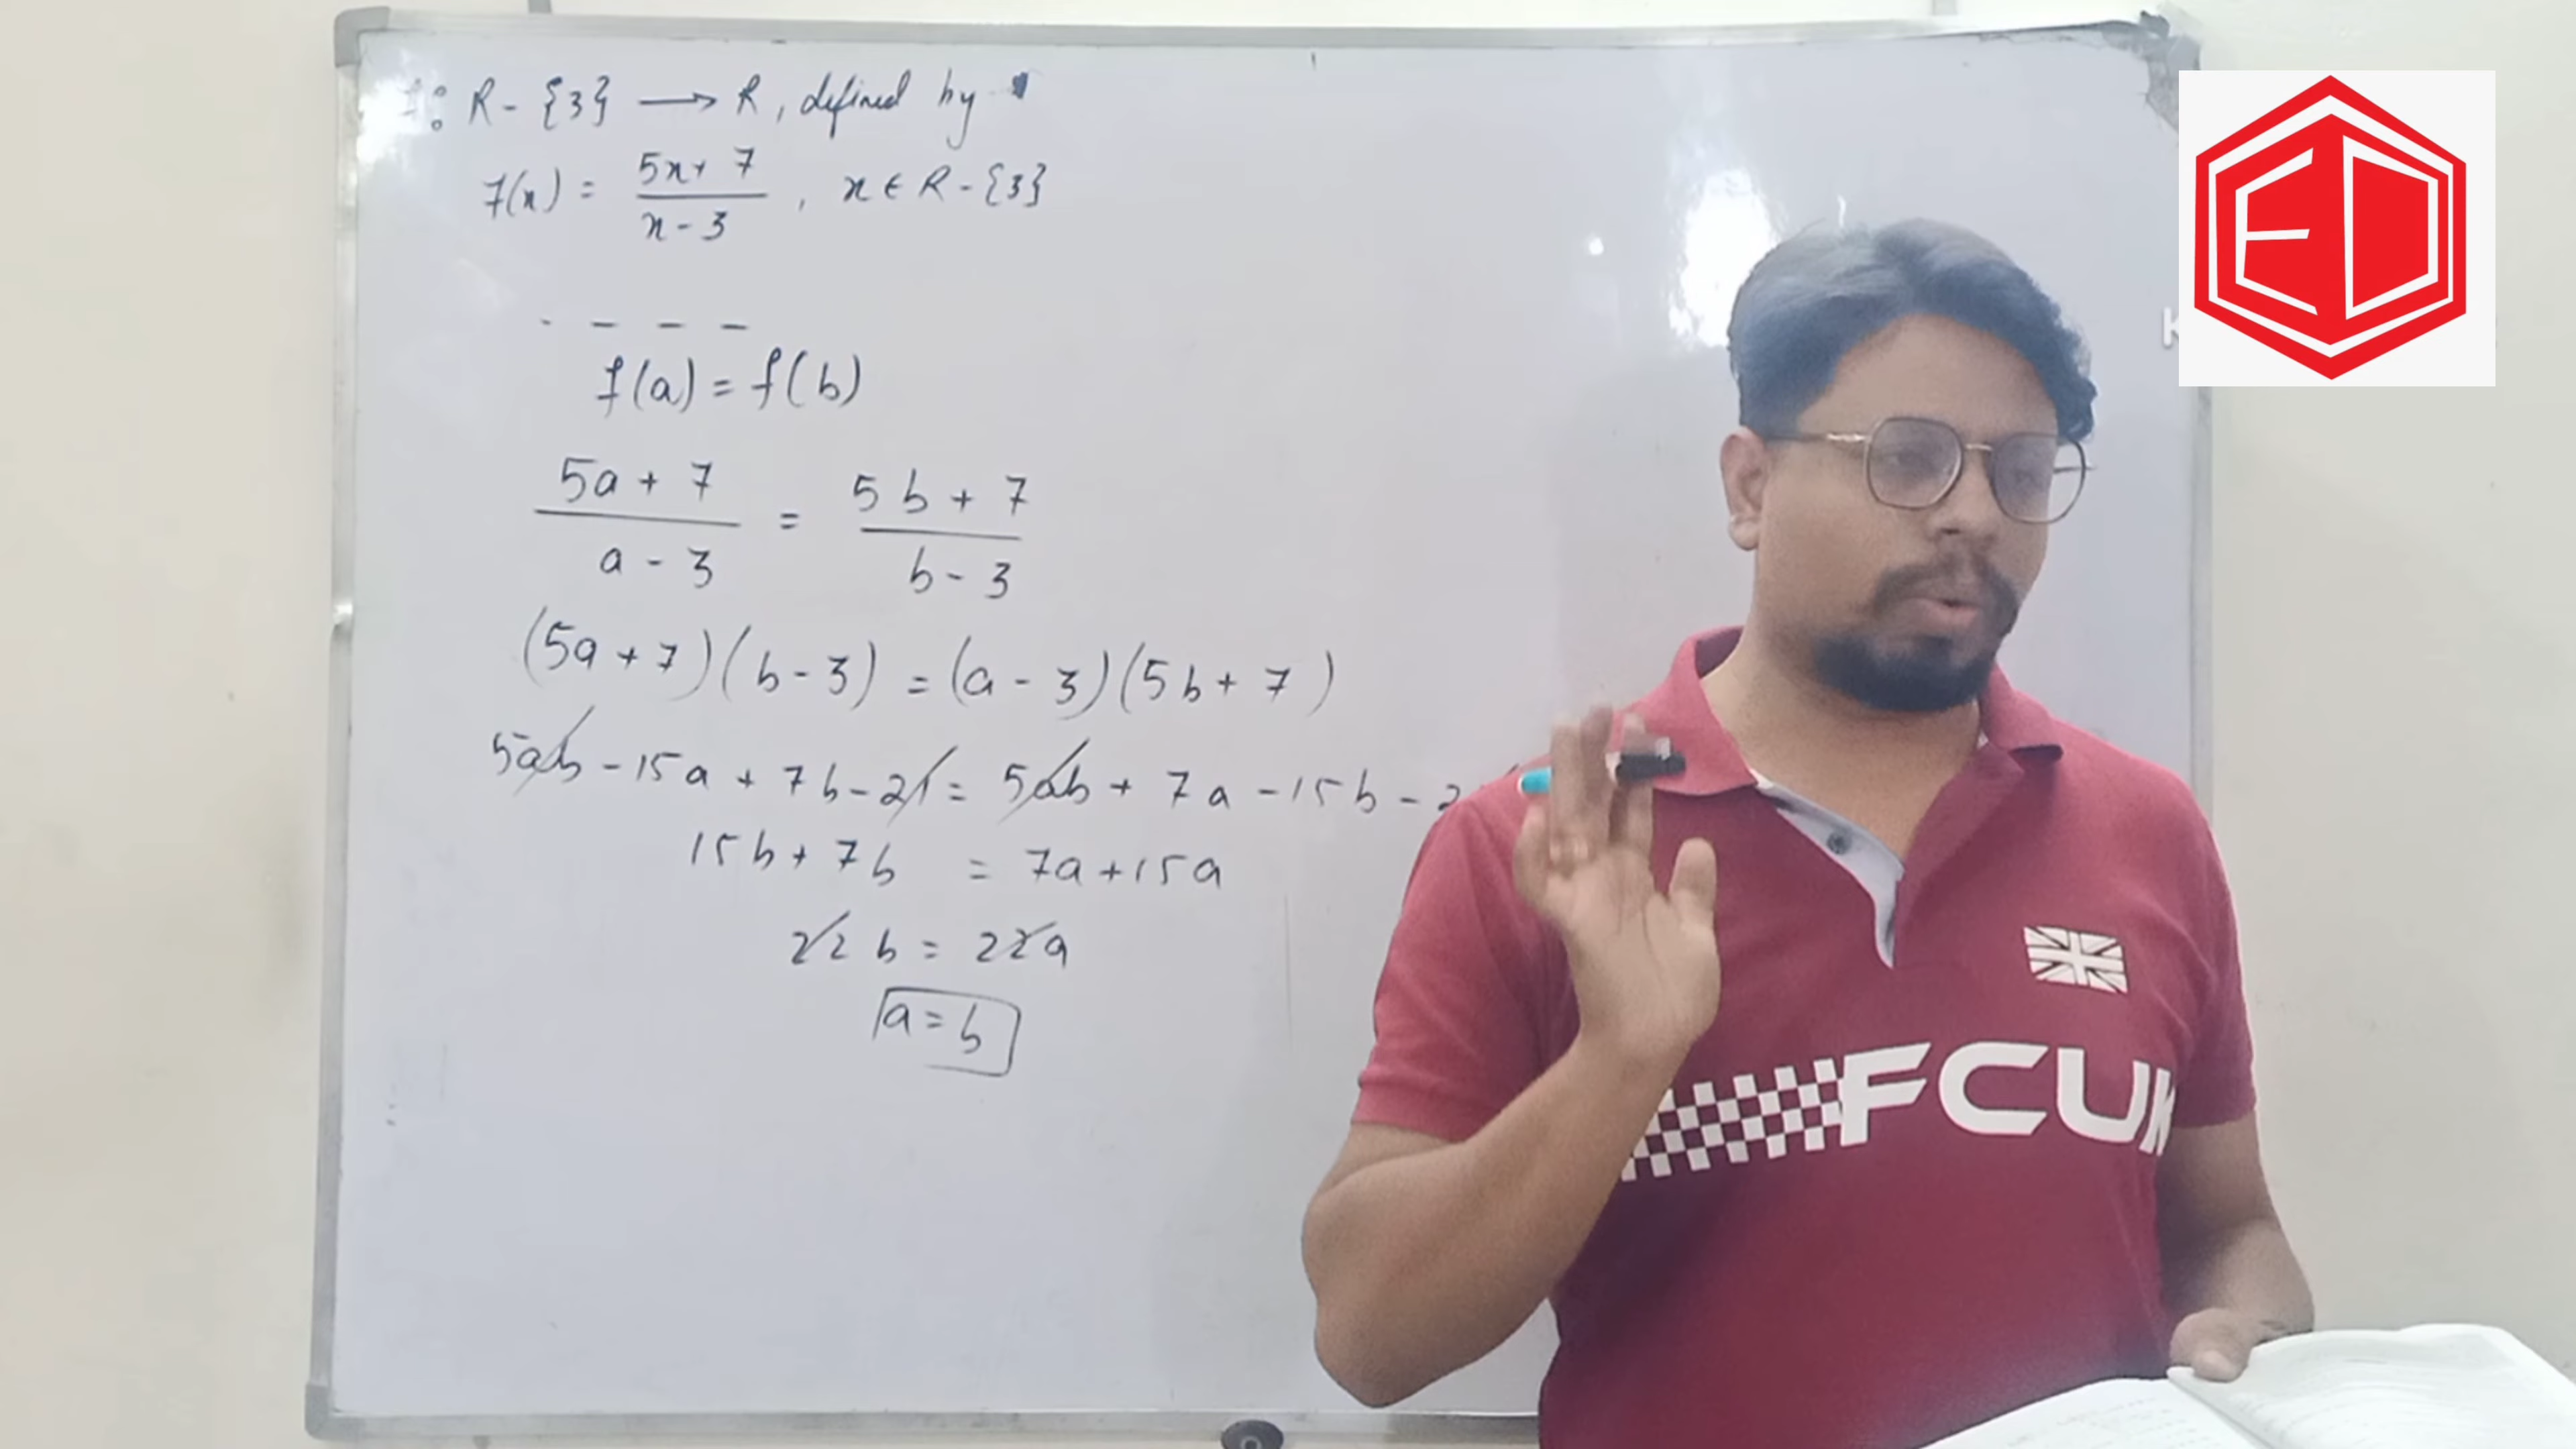 f: R - {3} → R, defined by
f(x) = 5x + 7 / x - 3 , x ∈ R - {3}
- - - -
f(a) = f(b)
5a + 7 / a - 3 = 5b + 7 / b - 3
(5a + 7)(b - 3) = (a - 3)(5b + 7)
5ab - 15a + 7b - 21 = 5ab + 7a - 15b - 2
15b + 7b = 7a + 15a
22b = 22a
a = b
ED
K
FCUK